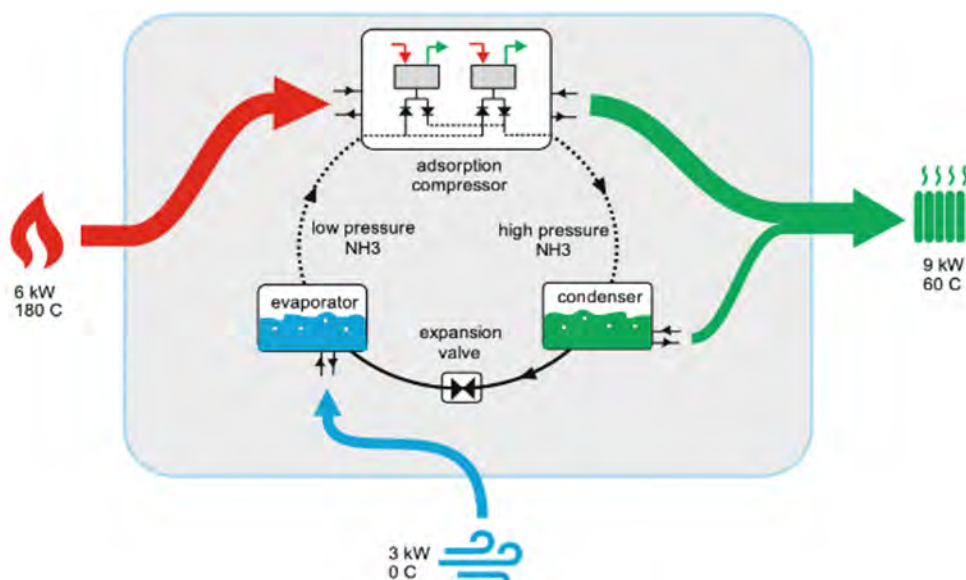 adsorption
compressor
low pressure
NH3
high pressure
NH3
6 kW
180 C
9 kW
60 C
evaporator
condenser
expansion
valve
3 kW
0 C